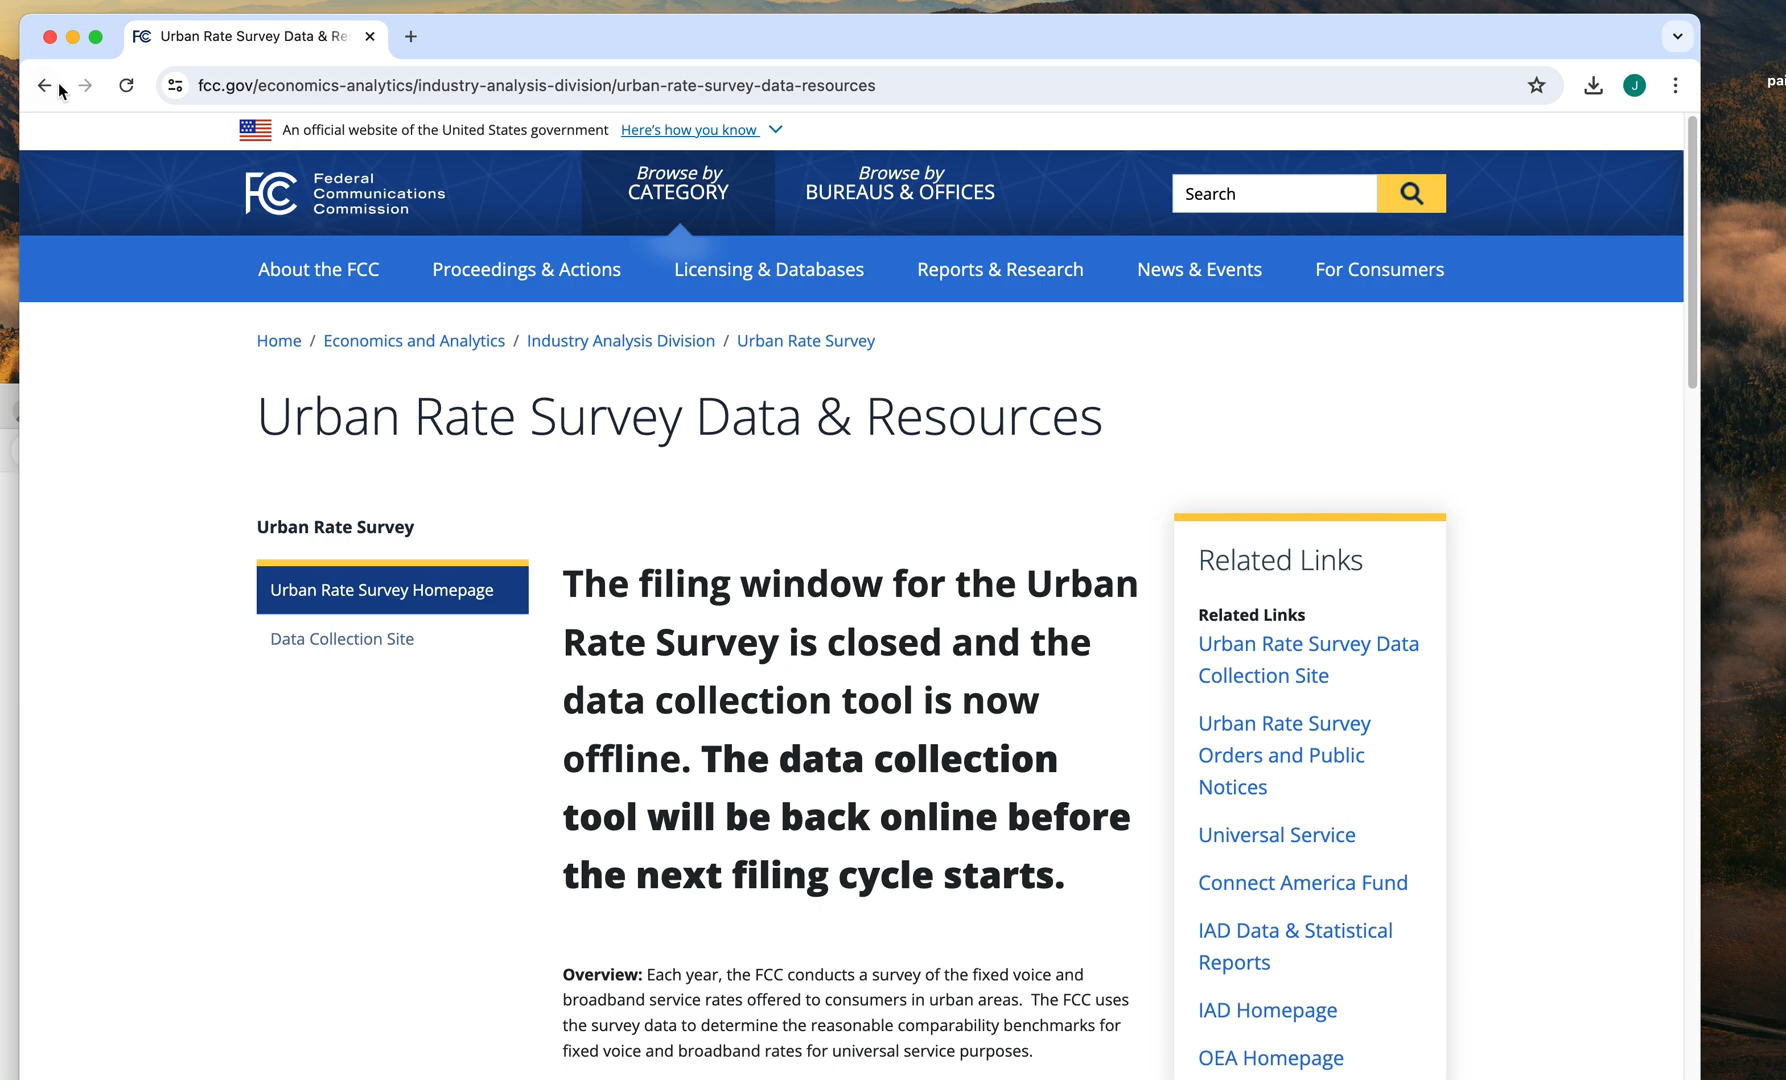 Urban Rate Survey Data & Re
fcc.gov/economics-analytics/industry-analysis-division/urban-rate-survey-data-resources
J
pai
An official website of the United States government Here's how you know
FCC Federal Communications Commission
Browse by
CATEGORY
Browse by
BUREAUS & OFFICES
Search
About the FCC
Proceedings & Actions
Licensing & Databases
Reports & Research
News & Events
For Consumers
Home / Economics and Analytics / Industry Analysis Division / Urban Rate Survey
Urban Rate Survey Data & Resources
Urban Rate Survey
Urban Rate Survey Homepage
Data Collection Site
The filing window for the Urban
Rate Survey is closed and the
data collection tool is now
offline. The data collection
tool will be back online before
the next filing cycle starts.
Overview: Each year, the FCC conducts a survey of the fixed voice and
broadband service rates offered to consumers in urban areas. The FCC uses
the survey data to determine the reasonable comparability benchmarks for
fixed voice and broadband rates for universal service purposes.
Related Links
Related Links
Urban Rate Survey Data
Collection Site
Urban Rate Survey
Orders and Public
Notices
Universal Service
Connect America Fund
IAD Data & Statistical
Reports
IAD Homepage
OEA Homepage